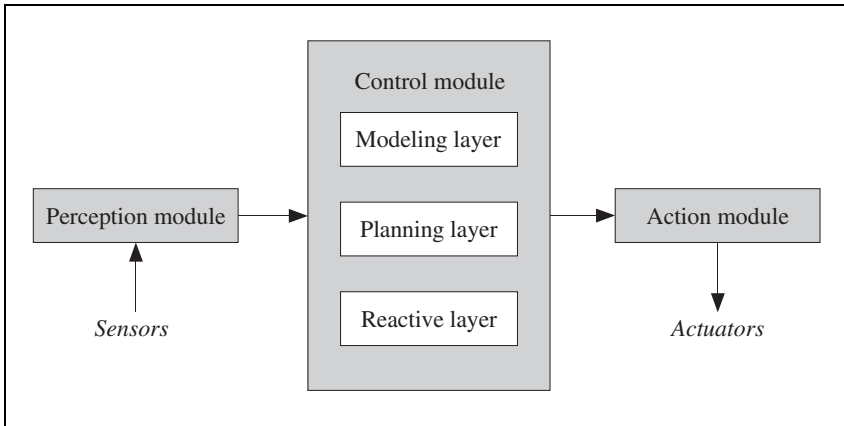 Control module
Modeling layer
Perception module
Planning layer
Action module
Reactive layer
Sensors
Actuators